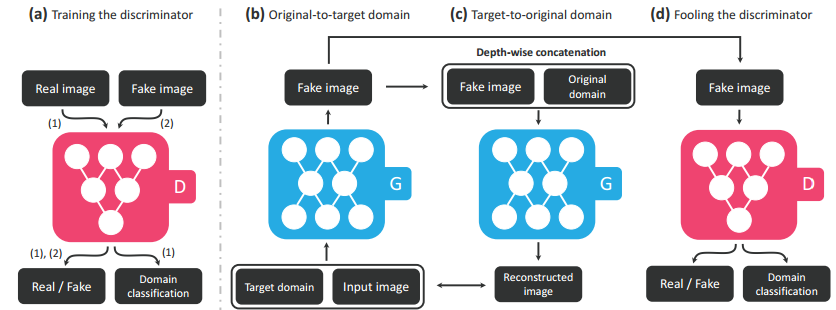 (a) Training the discriminator
(b) Original-to-target domain
(c) Target-to-original domain
(d) Fooling the discriminator
Depth-wise concatenation
Real image
Fake image
(1)
(2)
D
(1), (2)
(1)
Real / Fake
Domain
classification
Fake image
G
Target domain
Input image
Fake image
Original
domain
G
Reconstructed
image
Fake image
D
Real / Fake
Domain
classification